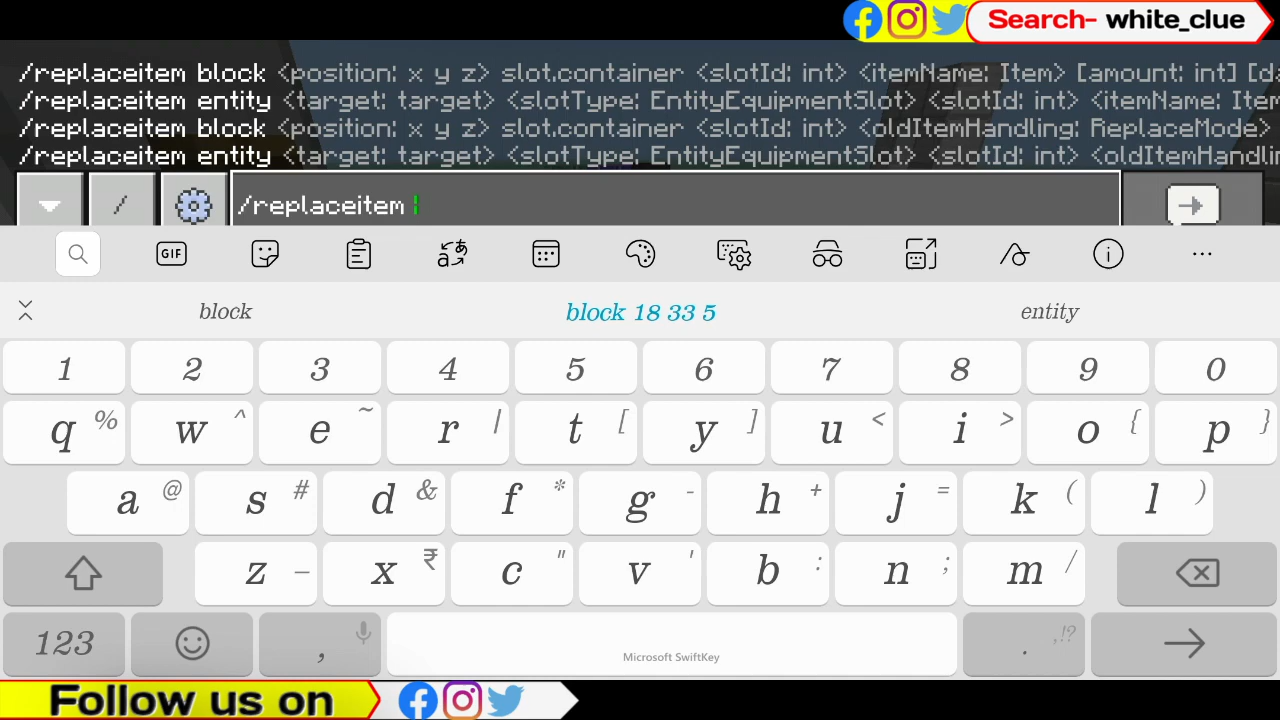 Search- white_clue
/replaceitem block <position: x y z> slot.container <slotId: int> <itemName: Item> [amount: int] [da
/replaceitem entity <target: target> <slotType: EntityEquipmentSlot> <slotId: int> <itemName: Item
/replaceitem block <position: x y z> slot.container <slotId: int> <oldItemHandling: ReplaceMode>
/replaceitem entity <target: target> <slotType: EntityEquipmentSlot> <slotId: int> <oldItemHandlin
/ /replaceitem
GIF
block block 18 33 5 entity
1 2 3 4 5 6 7 8 9 0
q % w ^ e ~ r | t [ y ] u < i > o { p }
a @ s # d & f * g - h + j = k ( l )
z _ x ₹ c " v ' b : n ; m /
123 , Microsoft SwiftKey . ,!?
Follow us on